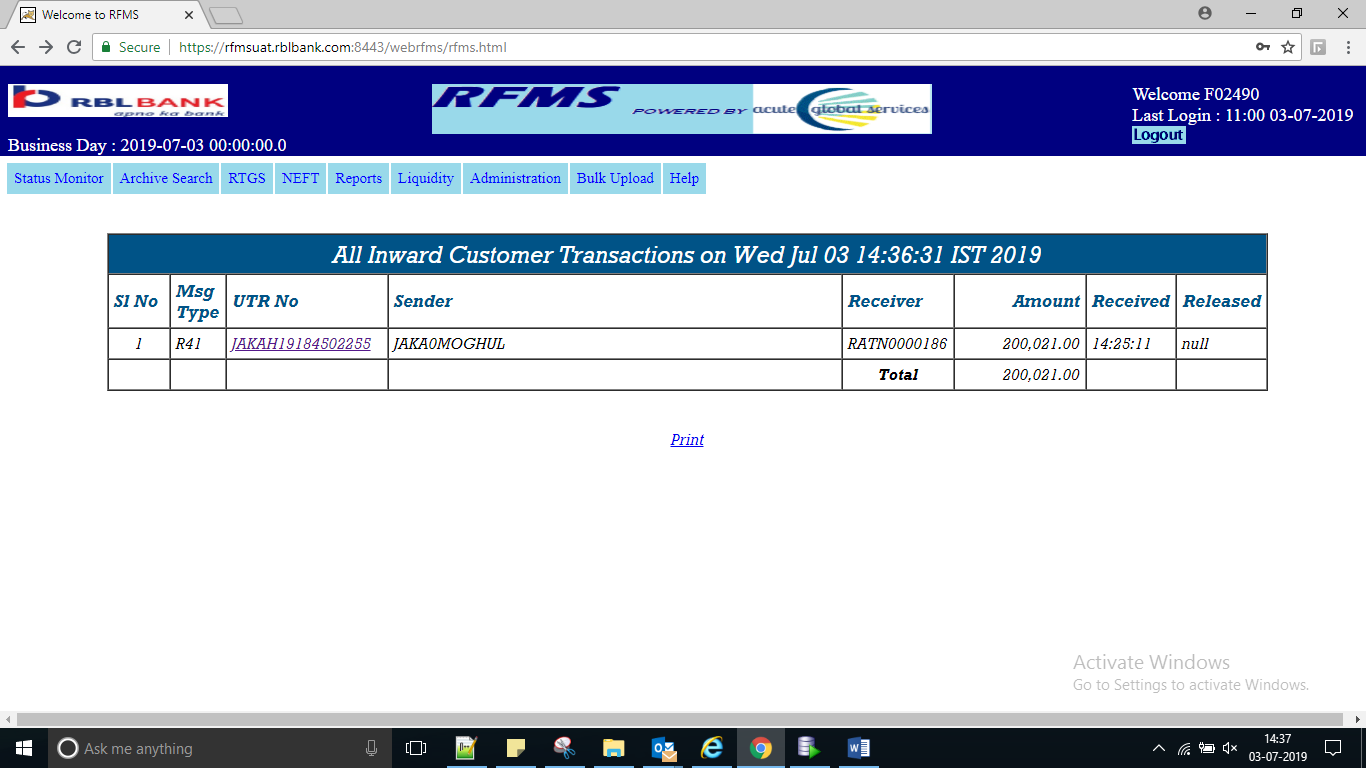 Welcome to RFMS
Secure https://rfmsuat.rblbank.com:8443/webrfms/rfms.html
RBL BANK
apno ka bank
RFMS POWERED BY acute global services
Welcome F02490
Last Login : 11:00 03-07-2019
Logout
Business Day : 2019-07-03 00:00:00.0
Status Monitor Archive Search RTGS NEFT Reports Liquidity Administration Bulk Upload Help
All Inward Customer Transactions on Wed Jul 03 14:36:31 IST 2019
Sl No Msg Type UTR No Sender Receiver Amount Received Released
1 R41 JAKAH19184502255 JAKA0MOGHUL RATN0000186 200,021.00 14:25:11 null
Total 200,021.00
Print
Activate Windows
Go to Settings to activate Windows.
Ask me anything
14:37
03-07-2019